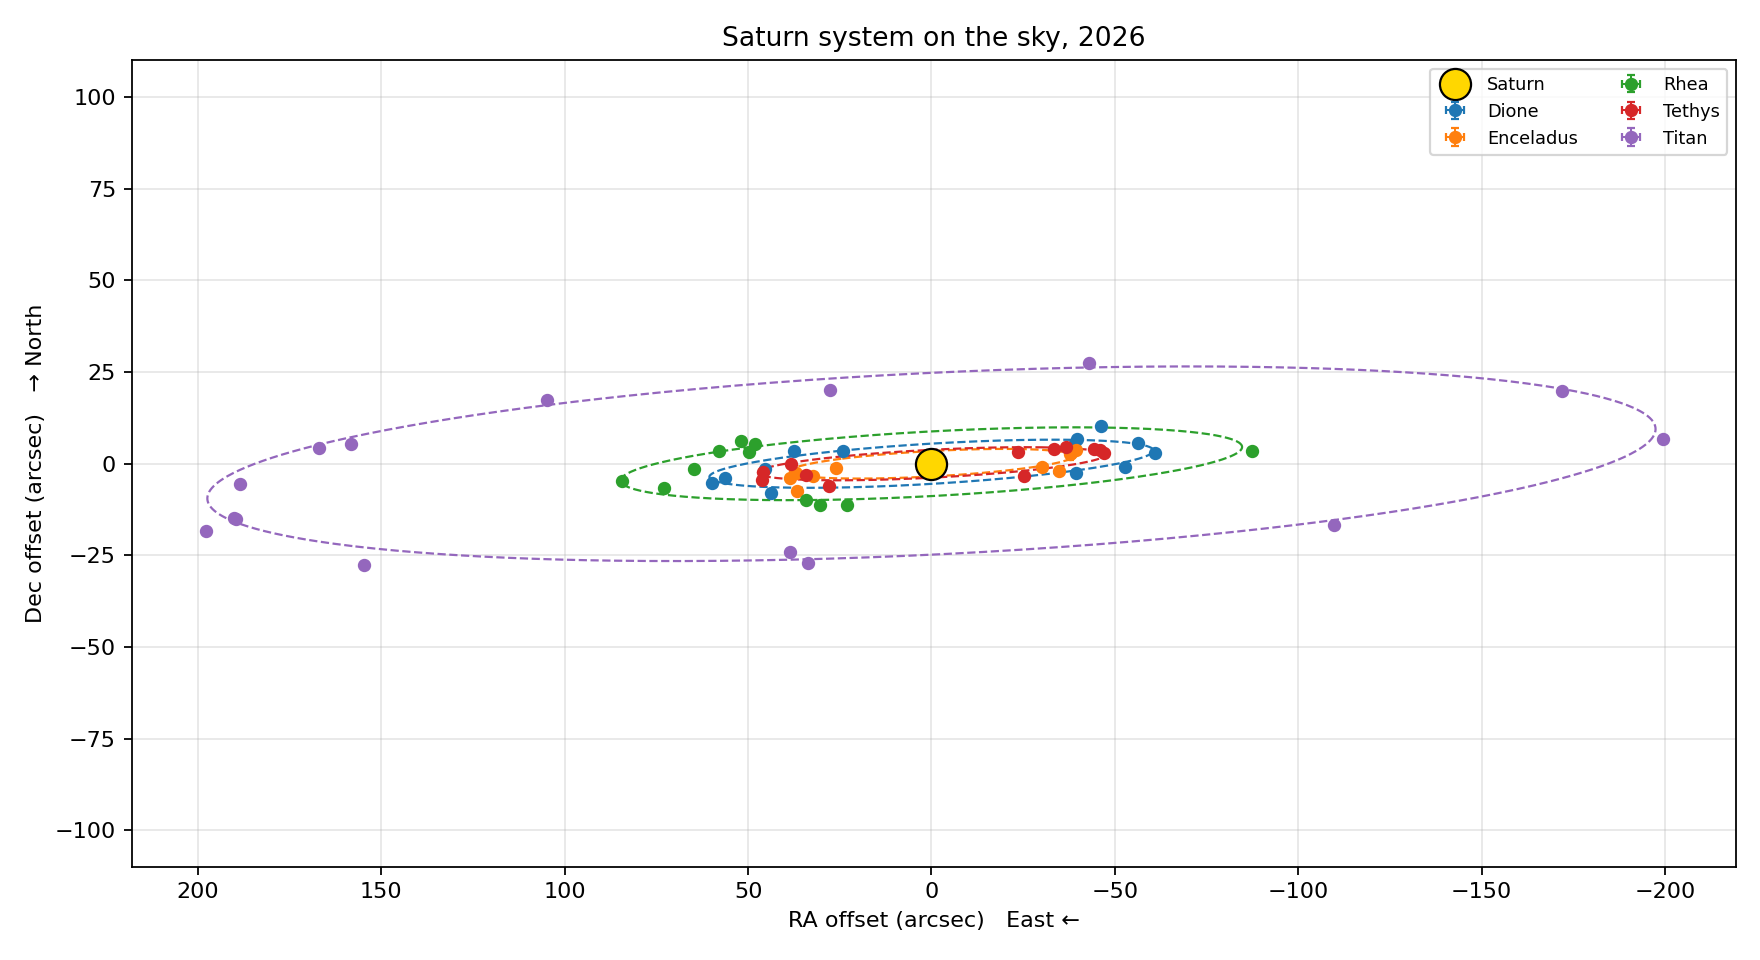 Saturn system on the sky, 2026
Saturn
Dione
Enceladus
Rhea
Tethys
Titan
100
75
50
25
0
−25
−50
−75
−100
Dec offset (arcsec) → North
200
150
100
50
0
−50
−100
−150
−200
RA offset (arcsec) East ←